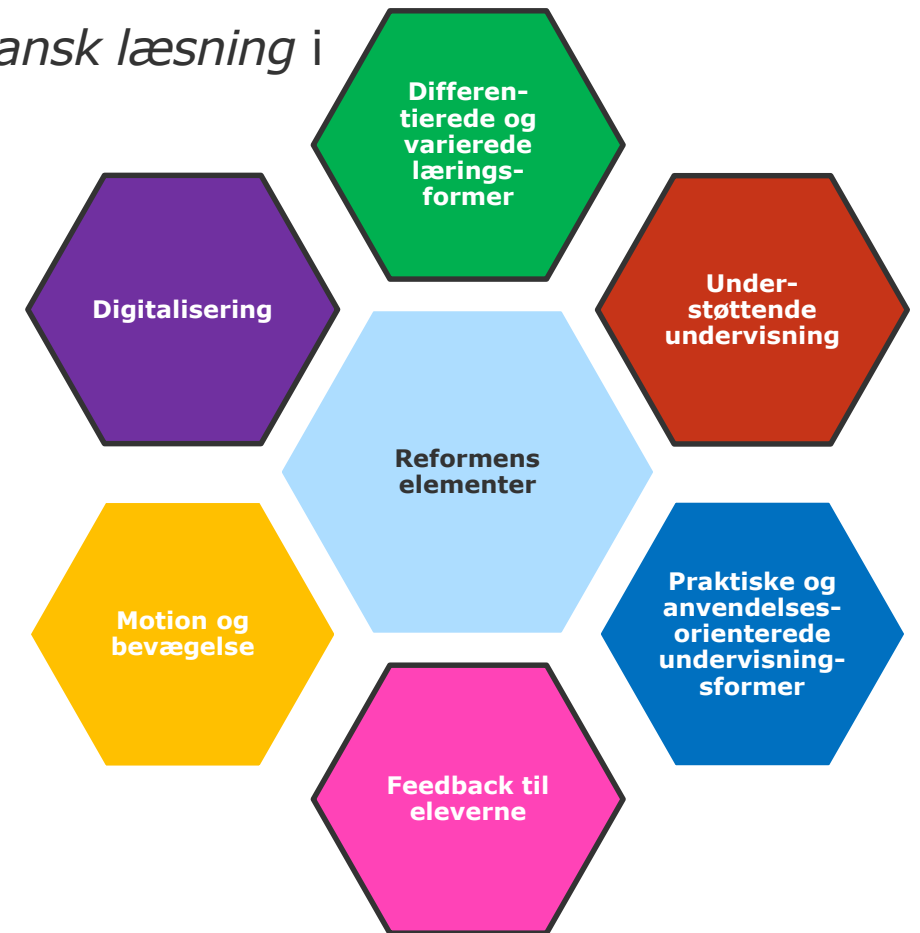 ansk læsning i
Differen-
tierede og
varierede
lærings-
former
Digitalisering
Under-
støttende
undervisning
Reformens
elementer
Motion og
bevægelse
Praktiske og
anvendelses-
orienterede
undervisning-
sformer
Feedback til
eleverne